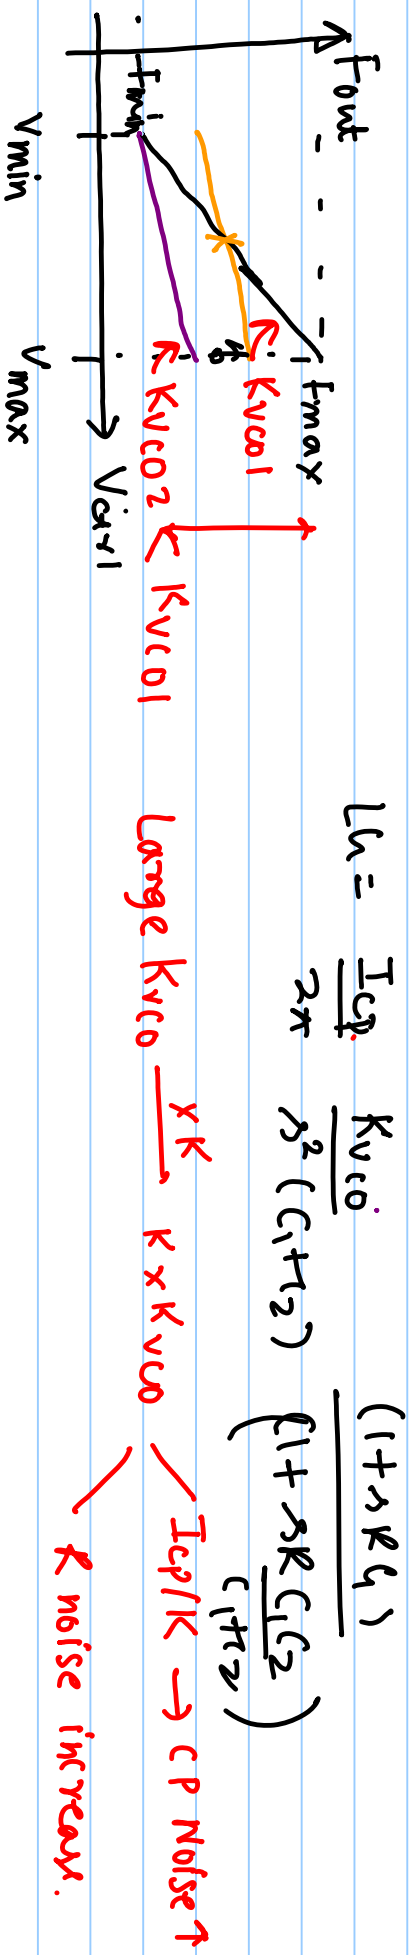 Fout
fmax
fmin
Vmin
Vmax
Kvco1
Kvco2 < Kvco1
LG = Icp/2π Kvco/s²(C1+C2) (1+sRC1)/(1+sR C1C2/C1+C2)
Large Kvco xK → K x Kvco
Icp/K → CP Noise ↑
R noise increase.